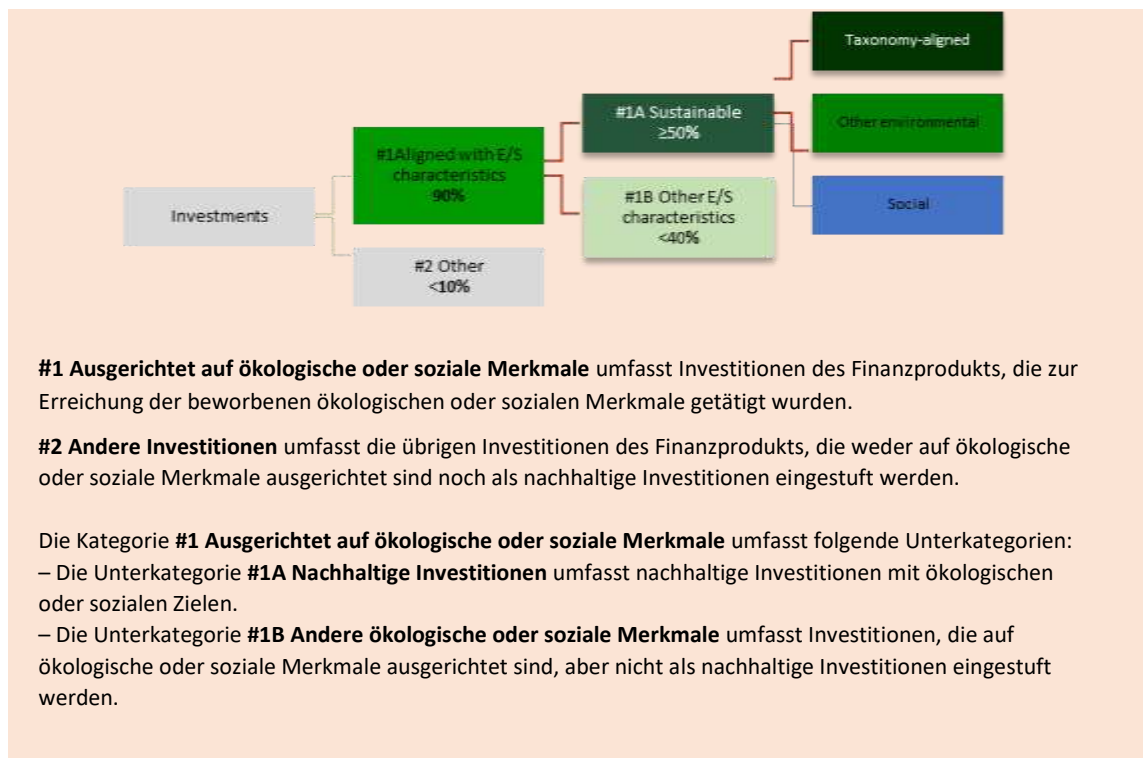 Taxonomy-aligned
#1A Sustainable
≥50%
Other environmental
#1Aligned with E/S
characteristics
90%
#1B Other E/S
characteristics
<40%
Social
Investments
#2 Other
<10%
#1 Ausgerichtet auf ökologische oder soziale Merkmale umfasst Investitionen des Finanzprodukts, die zur
Erreichung der beworbenen ökologischen oder sozialen Merkmale getätigt wurden.
#2 Andere Investitionen umfasst die übrigen Investitionen des Finanzprodukts, die weder auf ökologische
oder soziale Merkmale ausgerichtet sind noch als nachhaltige Investitionen eingestuft werden.
Die Kategorie #1 Ausgerichtet auf ökologische oder soziale Merkmale umfasst folgende Unterkategorien:
– Die Unterkategorie #1A Nachhaltige Investitionen umfasst nachhaltige Investitionen mit ökologischen
oder sozialen Zielen.
– Die Unterkategorie #1B Andere ökologische oder soziale Merkmale umfasst Investitionen, die auf
ökologische oder soziale Merkmale ausgerichtet sind, aber nicht als nachhaltige Investitionen eingestuft
werden.